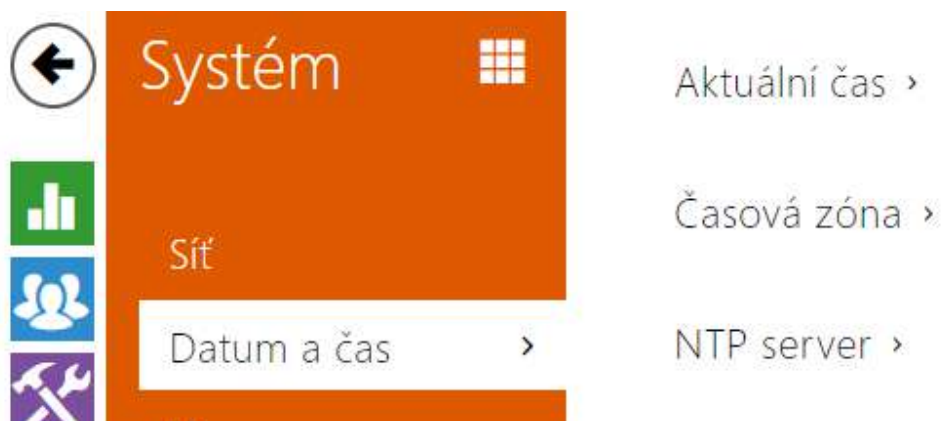 Systém
Síť
Datum a čas
Aktuální čas
Časová zóna
NTP server